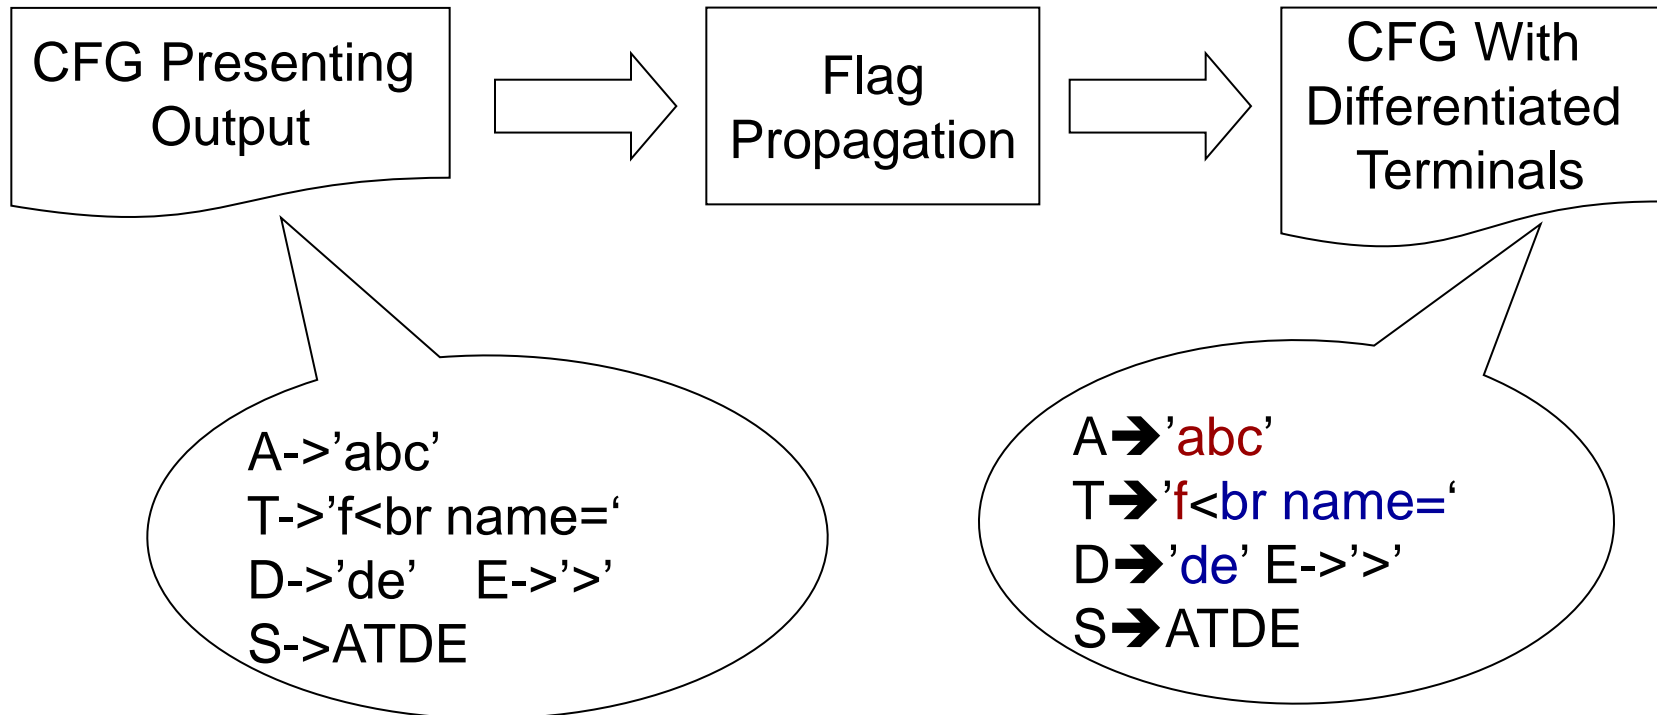 CFG Presenting
Output
Flag
Propagation
CFG With
Differentiated
Terminals
A->’abc’
T->’f<br name=‘
D->’de’ E->’>’
S->ATDE
A➔’abc’
T➔’f<br name=‘
D➔’de’ E->’>’
S➔ATDE